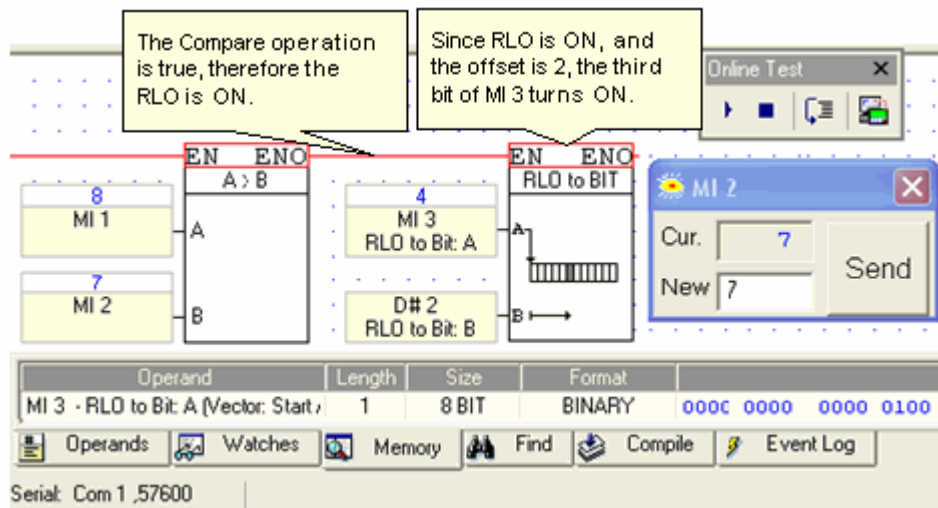 The Compare operation
is true, therefore the
RLO is ON.
Since RLO is ON, and
the offset is 2, the third
bit of MI 3 turns ON.
Online Test
EN ENO
A > B
A
B
8
MI 1
7
MI 2
EN ENO
RLO to BIT
A
B
4
MI 3
RLO to Bit: A
D# 2
RLO to Bit: B
MI 2
Cur. 7
New 7
Send
Operand Length Size Format
MI 3 - RLO to Bit: A (Vector: Start 1 8 BIT BINARY 0000 0000 0000 0100
Operands Watches Memory Find Compile Event Log
Serial: Com 1 ,57600